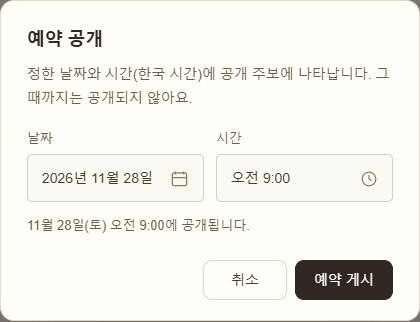 예약 공개
정한 날짜와 시간(한국 시간)에 공개 주보에 나타납니다. 그
때까지는 공개되지 않아요.
날짜 시간
2026년 11월 28일 오전 9:00
11월 28일(토) 오전 9:00에 공개됩니다.
취소 예약 게시